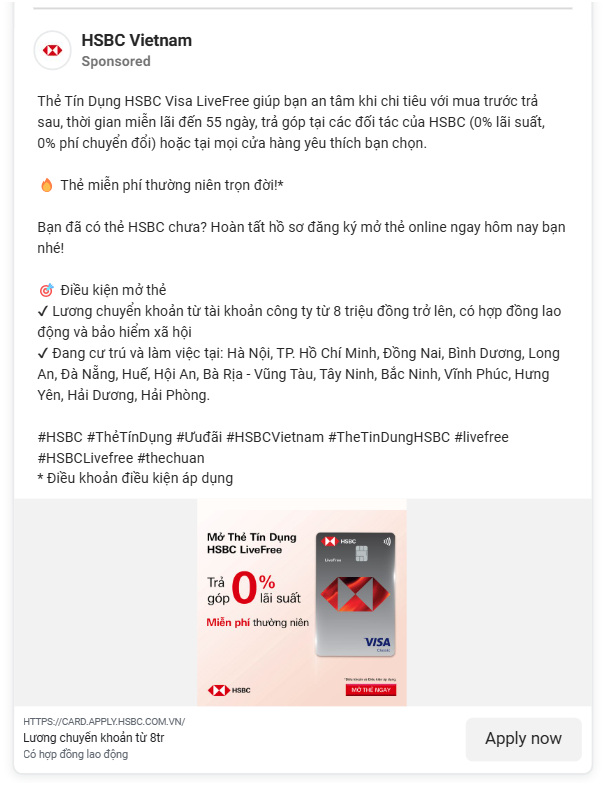 HSBC Vietnam
Sponsored
Thẻ Tín Dụng HSBC Visa LiveFree giúp bạn an tâm khi chi tiêu với mua trước trả
sau, thời gian miễn lãi đến 55 ngày, trả góp tại các đối tác của HSBC (0% lãi suất,
0% phí chuyển đổi) hoặc tại mọi cửa hàng yêu thích bạn chọn.
🔥 Thẻ miễn phí thường niên trọn đời!*
Bạn đã có thẻ HSBC chưa? Hoàn tất hồ sơ đăng ký mở thẻ online ngay hôm nay bạn
nhé!
🎯 Điều kiện mở thẻ
✓ Lương chuyển khoản từ tài khoản công ty từ 8 triệu đồng trở lên, có hợp đồng lao
động và bảo hiểm xã hội
✓ Đang cư trú và làm việc tại: Hà Nội, TP. Hồ Chí Minh, Đồng Nai, Bình Dương, Long
An, Đà Nẵng, Huế, Hội An, Bà Rịa - Vũng Tàu, Tây Ninh, Bắc Ninh, Vĩnh Phúc, Hưng
Yên, Hải Dương, Hải Phòng.
#HSBC #ThẻTínDụng #Ưuđãi #HSBCVietnam #TheTinDungHSBC #livefree
#HSBCLivefree #thechuan
* Điều khoản điều kiện áp dụng
Mở Thẻ Tín Dụng
HSBC LiveFree
Trả góp 0% lãi suất
Miễn phí thường niên
HSBC
LiveFree
VISA
Classic
*Điều khoản và Điều kiện áp dụng
MỞ THẺ NGAY
HSBC
HTTPS://CARD.APPLY.HSBC.COM.VN/
Lương chuyển khoản từ 8tr
Có hợp đồng lao động
Apply now